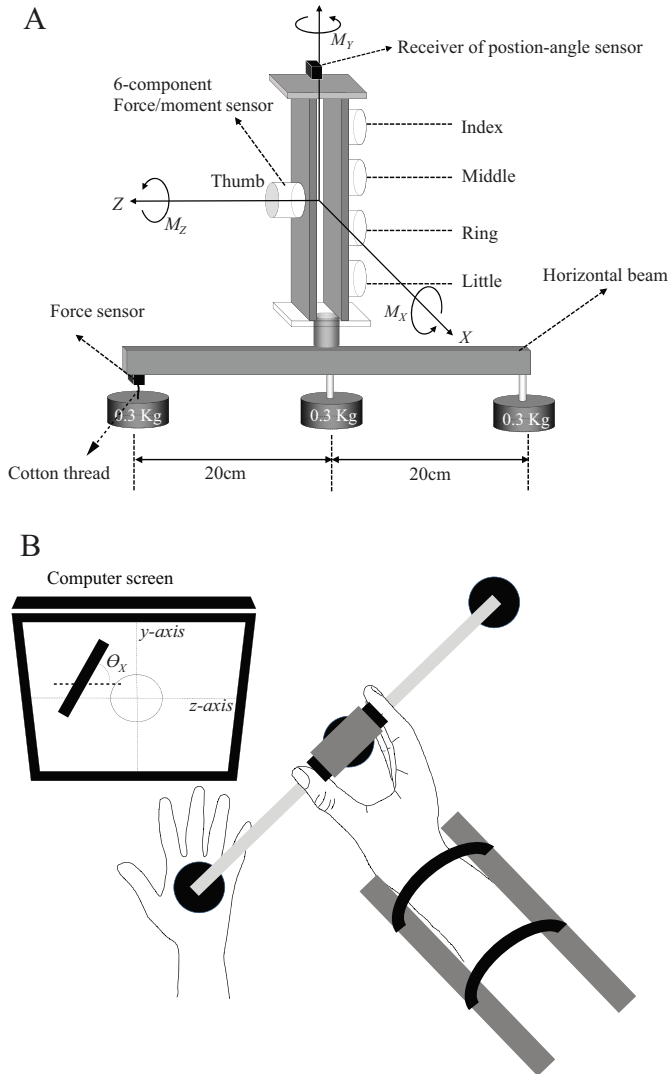 A
M_Y
Receiver of postion-angle sensor
6-component
Force/moment sensor
Index
Thumb
Middle
Z
M_Z
Ring
Little
Horizontal beam
Force sensor
M_X
X
0.3 Kg
0.3 Kg
0.3 Kg
Cotton thread
20cm
20cm
B
Computer screen
y-axis
Θ_X
z-axis